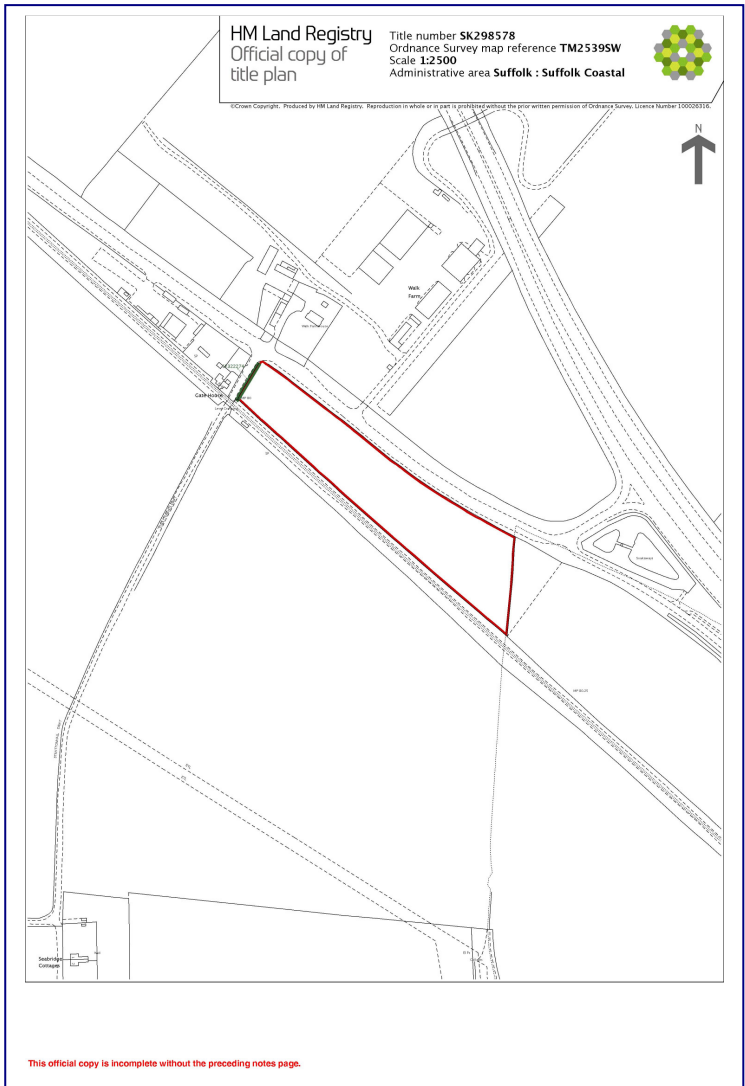 HM Land Registry
Official copy of
title plan
Title number SK298578
Ordnance Survey map reference TM2539SW
Scale 1:2500
Administrative area Suffolk : Suffolk Coastal
©Crown Copyright. Produced by HM Land Registry. Reproduction in whole or in part is prohibited without the prior written permission of Ordnance Survey. Licence Number 100026316.
N
Walk
Farm
Gate House
Seabridge
Cottages
This official copy is incomplete without the preceding notes page.